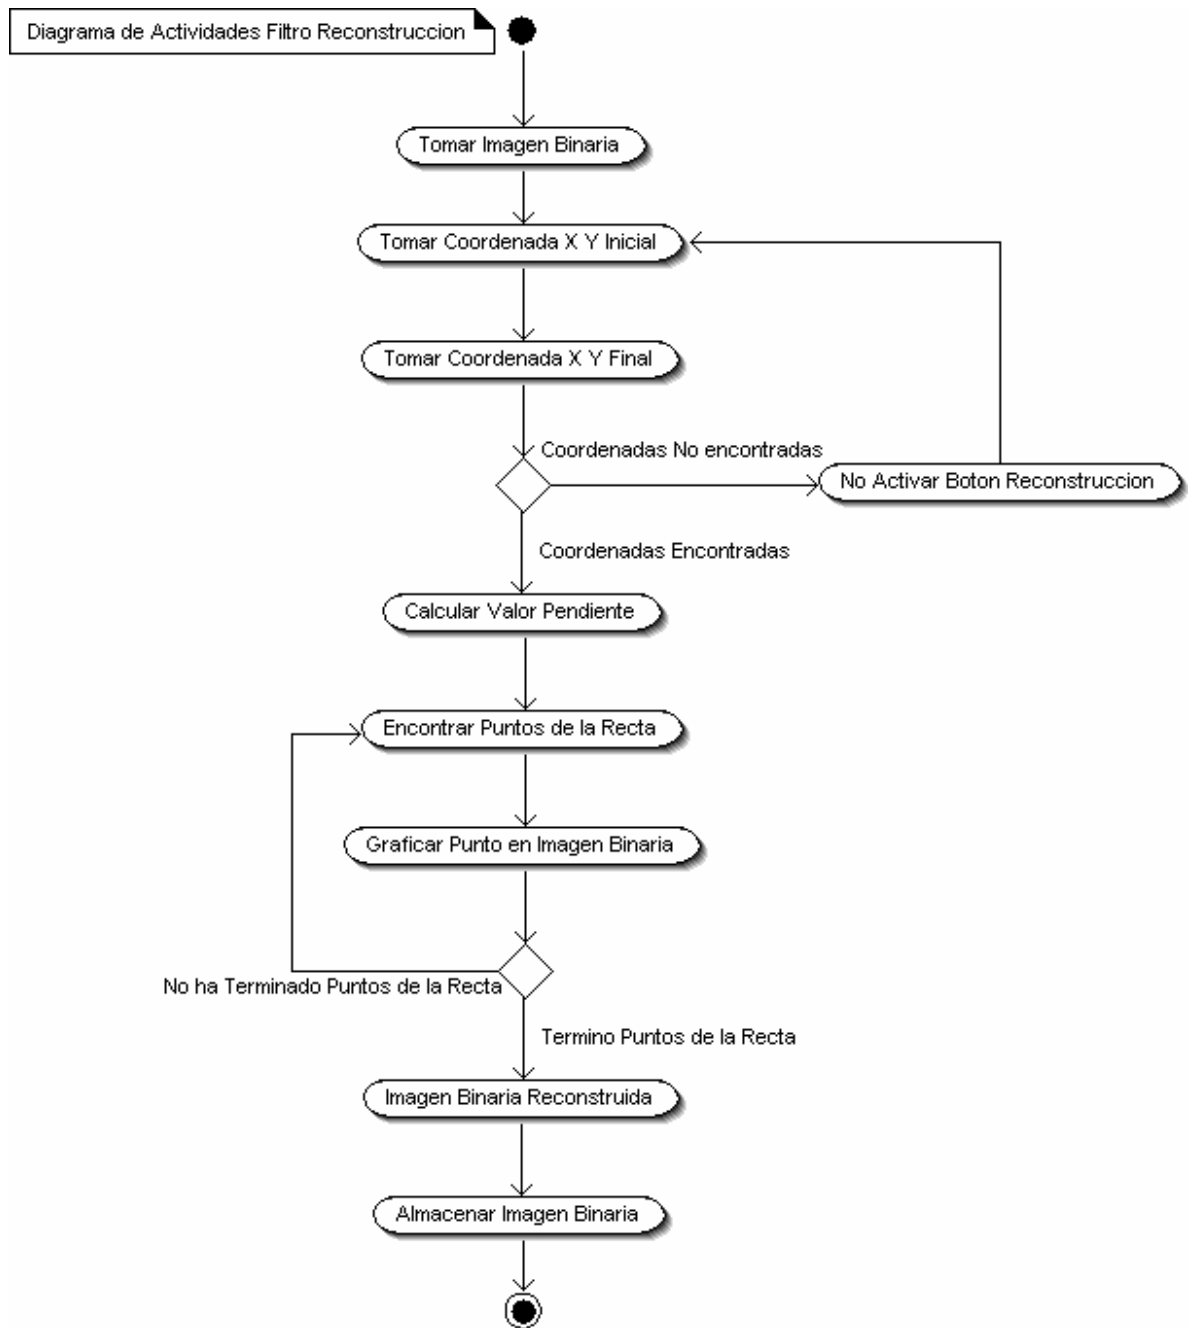 Diagrama de Actividades Filtro Reconstruccion
Tomar Imagen Binaria
Tomar Coordenada X Y Inicial
Tomar Coordenada X Y Final
Coordenadas No encontradas
No Activar Boton Reconstruccion
Coordenadas Encontradas
Calcular Valor Pendiente
Encontrar Puntos de la Recta
Graficar Punto en Imagen Binaria
No ha Terminado Puntos de la Recta
Termino Puntos de la Recta
Imagen Binaria Reconstruida
Almacenar Imagen Binaria